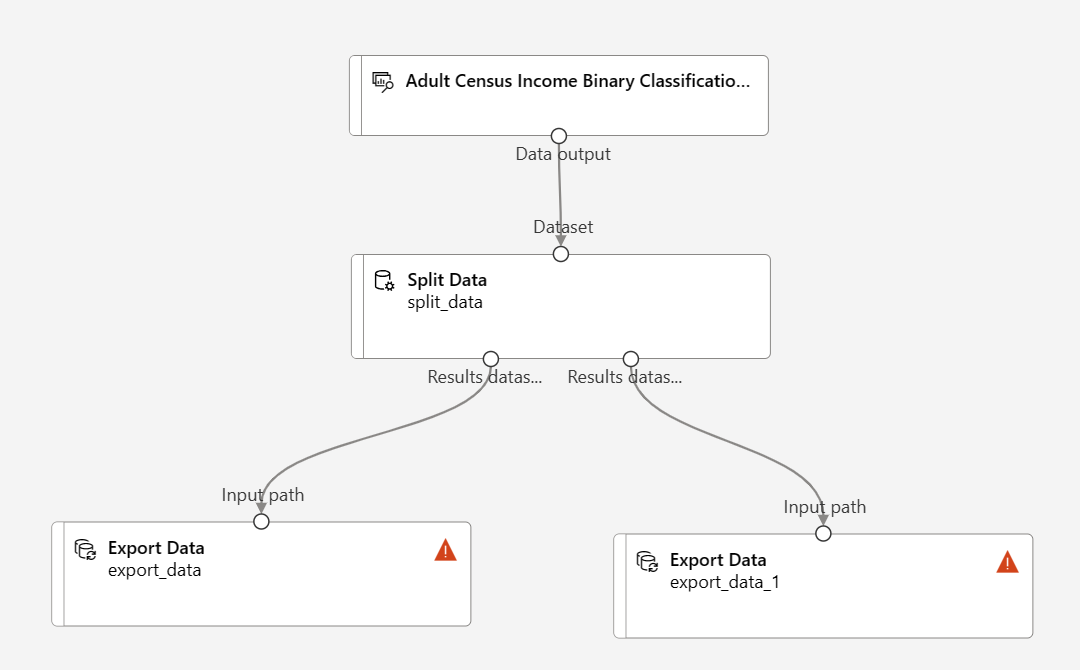 Adult Census Income Binary Classificatio...
Data output
Dataset
Split Data
split_data
Results datas...
Results datas...
Input path
Export Data
export_data
Input path
Export Data
export_data_1